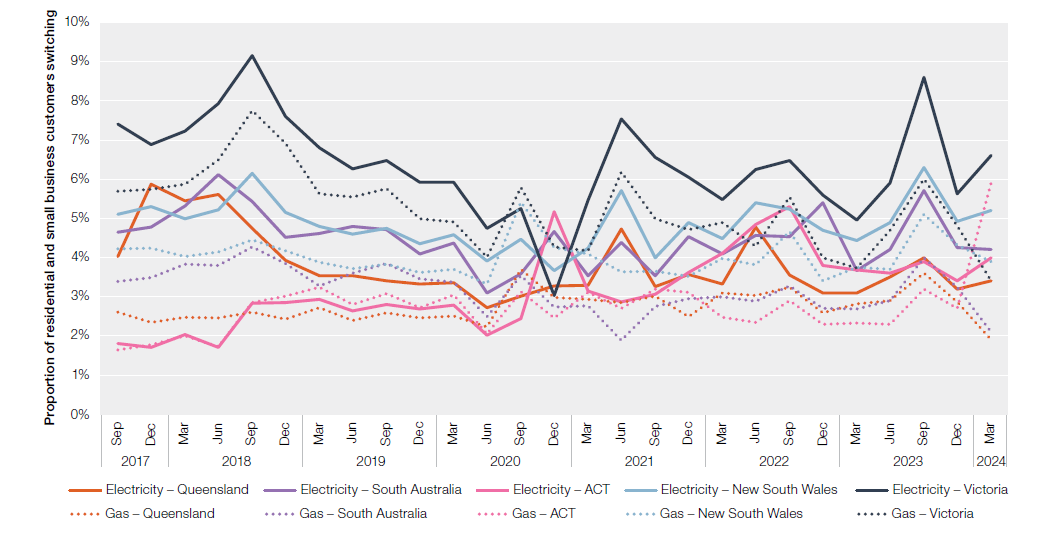 Proportion of residential and small business customers switching
10%
9%
8%
7%
6%
5%
4%
3%
2%
1%
0%
Sep Dec Mar Jun Sep Dec Mar Jun Sep Dec Mar Jun Sep Dec Mar Jun Sep Dec Mar Jun Sep Dec Mar Jun Sep Dec Mar
2017 2018 2019 2020 2021 2022 2023 2024
Electricity – Queensland Electricity – South Australia Electricity – ACT Electricity – New South Wales Electricity – Victoria
Gas – Queensland Gas – South Australia Gas – ACT Gas – New South Wales Gas – Victoria